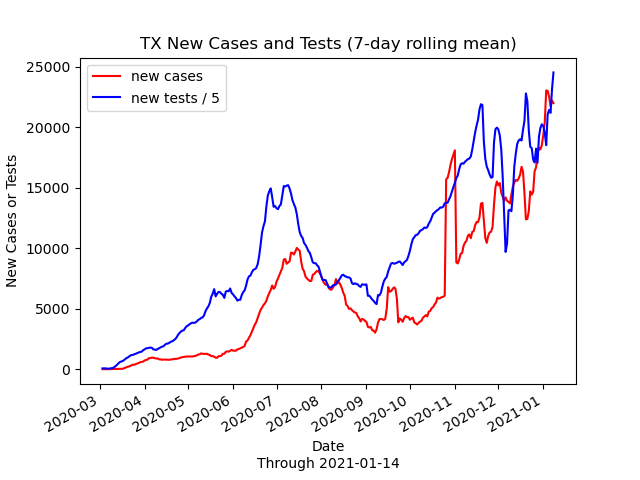 TX New Cases and Tests (7-day rolling mean)
new cases
new tests / 5
25000
20000
15000
10000
5000
0
New Cases or Tests
2020-03
2020-04
2020-05
2020-06
2020-07
2020-08
2020-09
2020-10
2020-11
2020-12
2021-01
Date
Through 2021-01-14